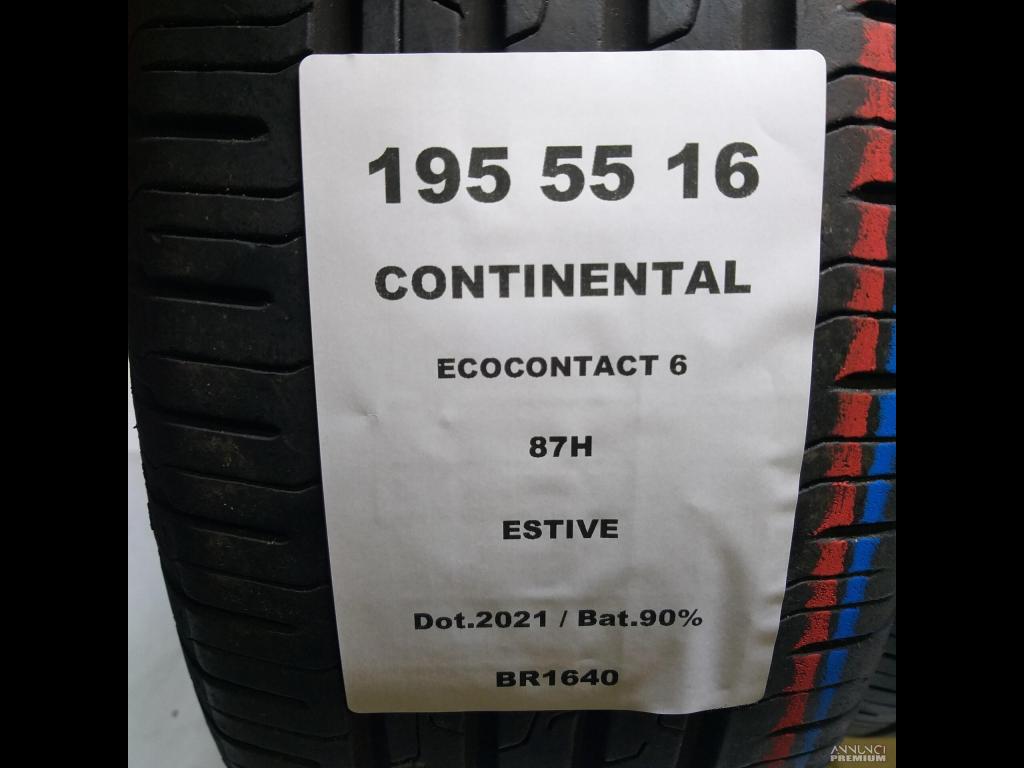 195 55 16
CONTINENTAL
ECOCONTACT 6
87H
ESTIVE
Dot.2021 / Bat.90%
BR1640
ANNUNCI
PREMIUM